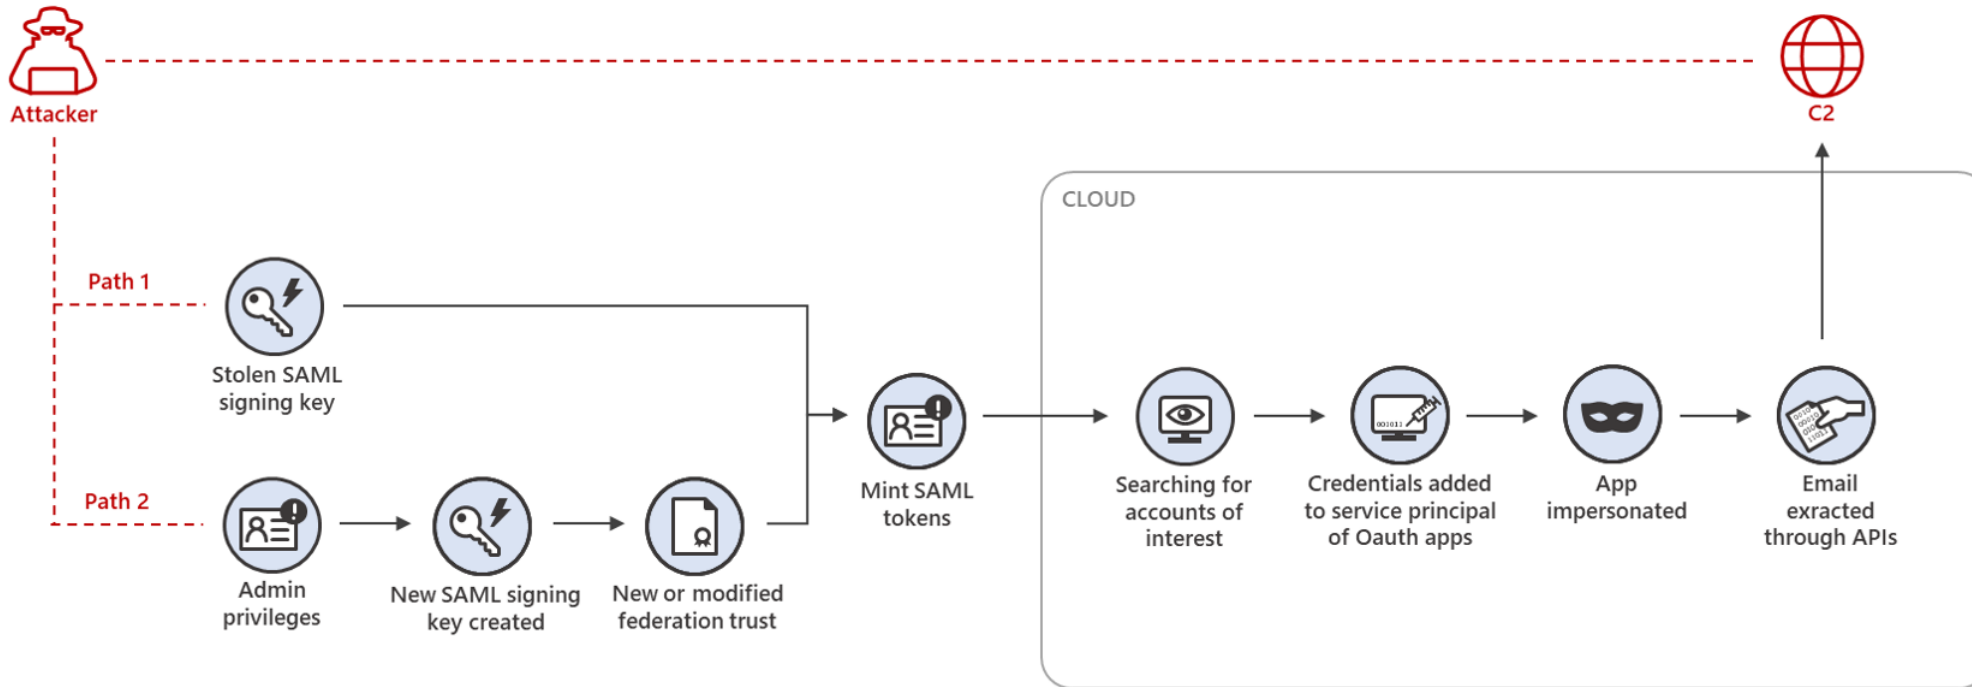 Attacker
C2
CLOUD
Path 1
Stolen SAML
signing key
Path 2
Admin
privileges
New SAML signing
key created
New or modified
federation trust
Mint SAML
tokens
Searching for
accounts of
interest
001011
Credentials added
to service principal
of Oauth apps
App
impersonated
Email
exracted
through APIs